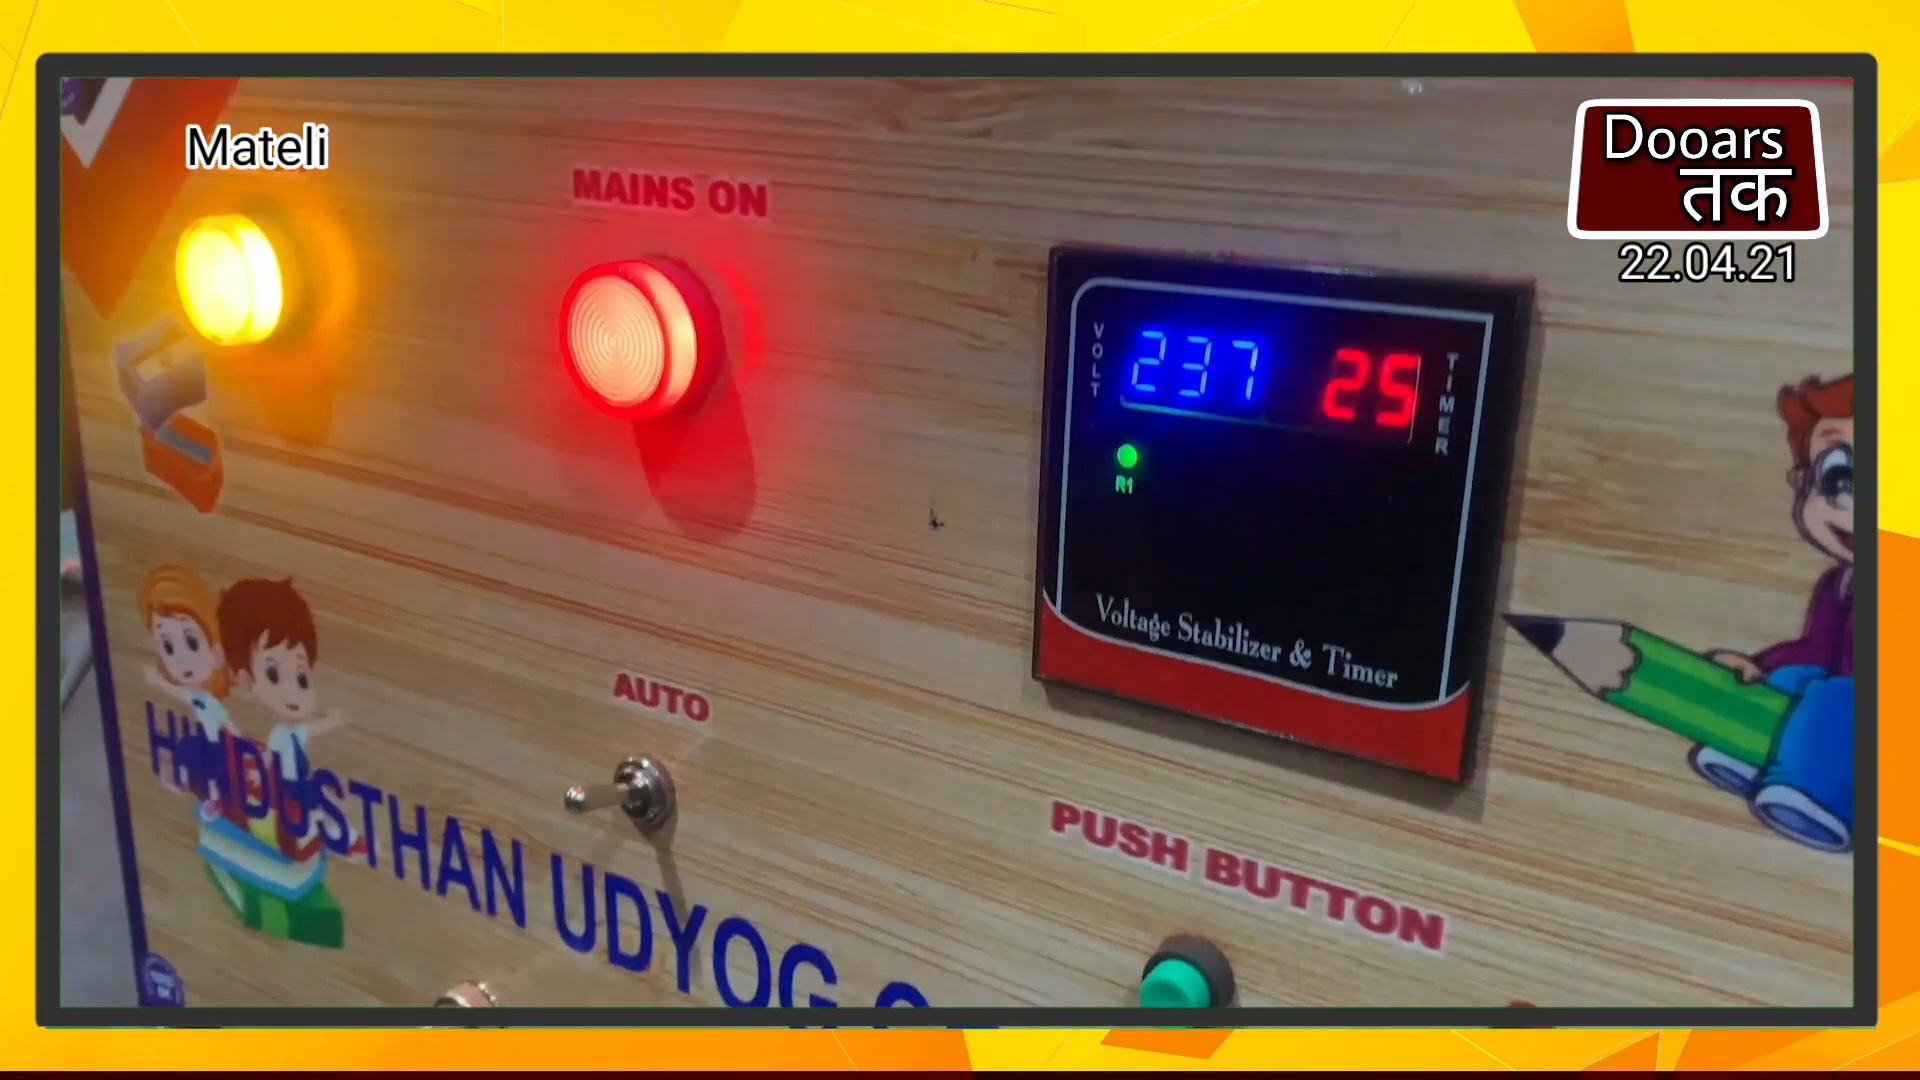 Mateli
Dooars
तक
22.04.21
MAINS ON
VOLT
237
25
TIMER
R1
Voltage Stabilizer & Timer
AUTO
HINDUSTHAN UDYOG
PUSH BUTTON